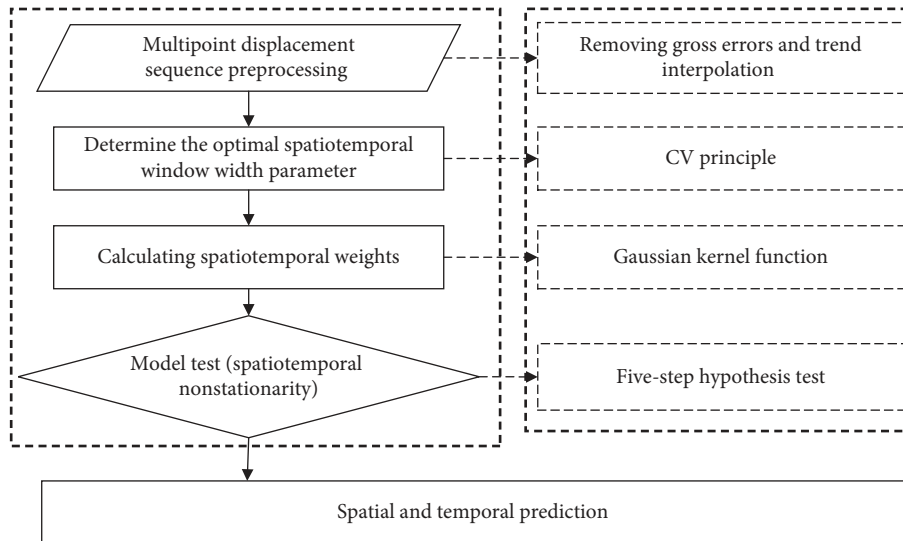 Multipoint displacement
sequence preprocessing
Removing gross errors and trend
interpolation
Determine the optimal spatiotemporal
window width parameter
CV principle
Calculating spatiotemporal weights
Gaussian kernel function
Model test (spatiotemporal
nonstationarity)
Five-step hypothesis test
Spatial and temporal prediction